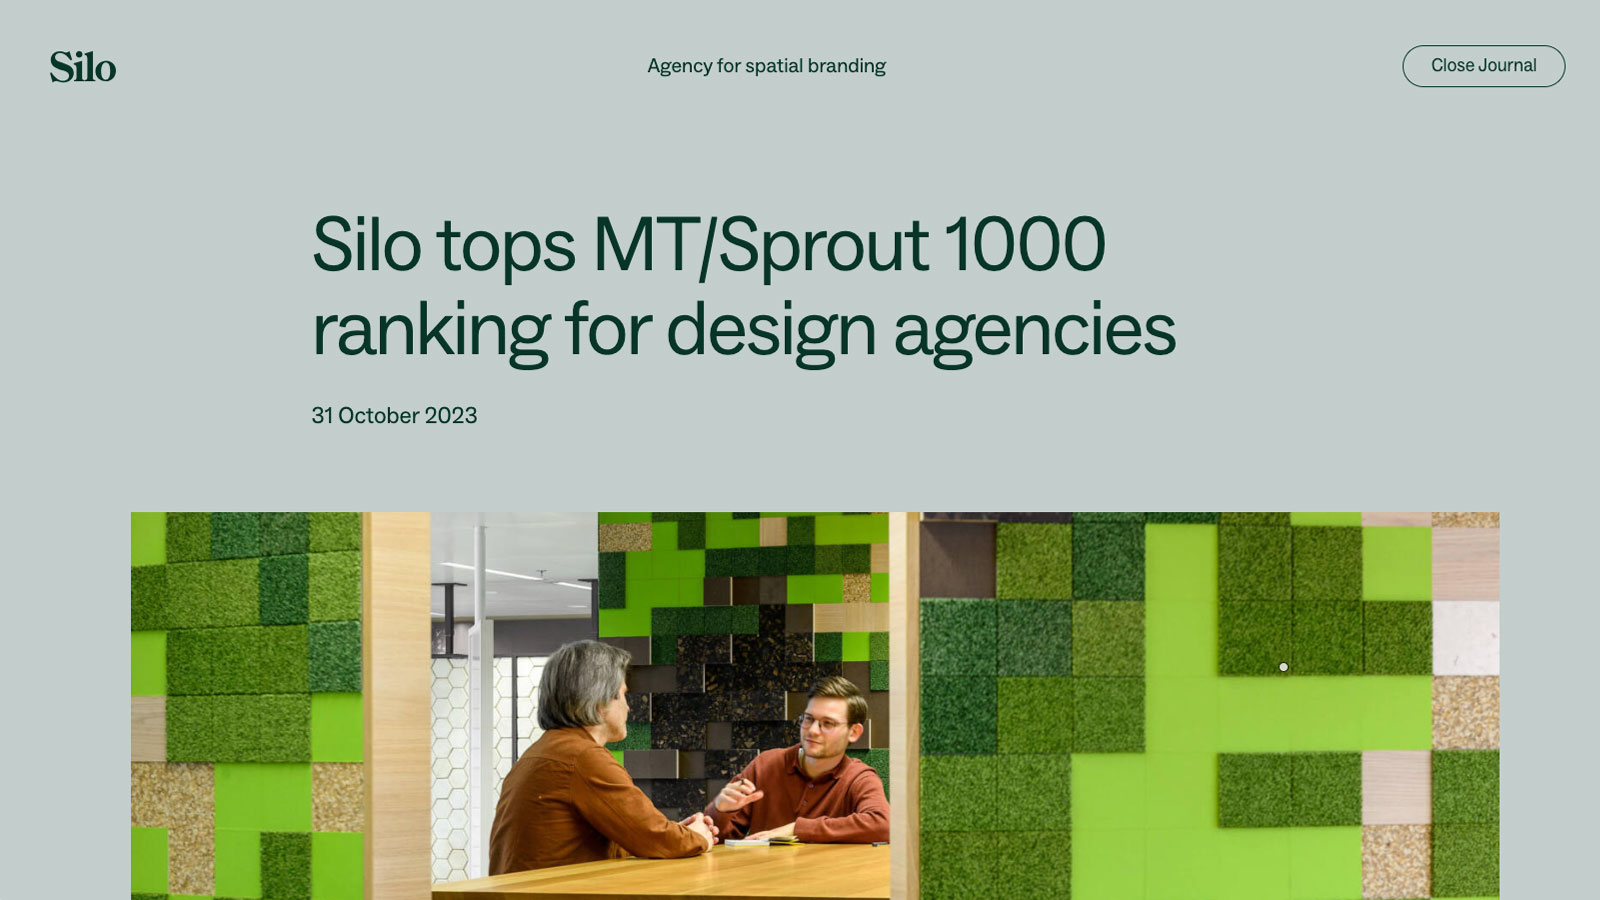 Silo
Agency for spatial branding
Close Journal
Silo tops MT/Sprout 1000
ranking for design agencies
31 October 2023